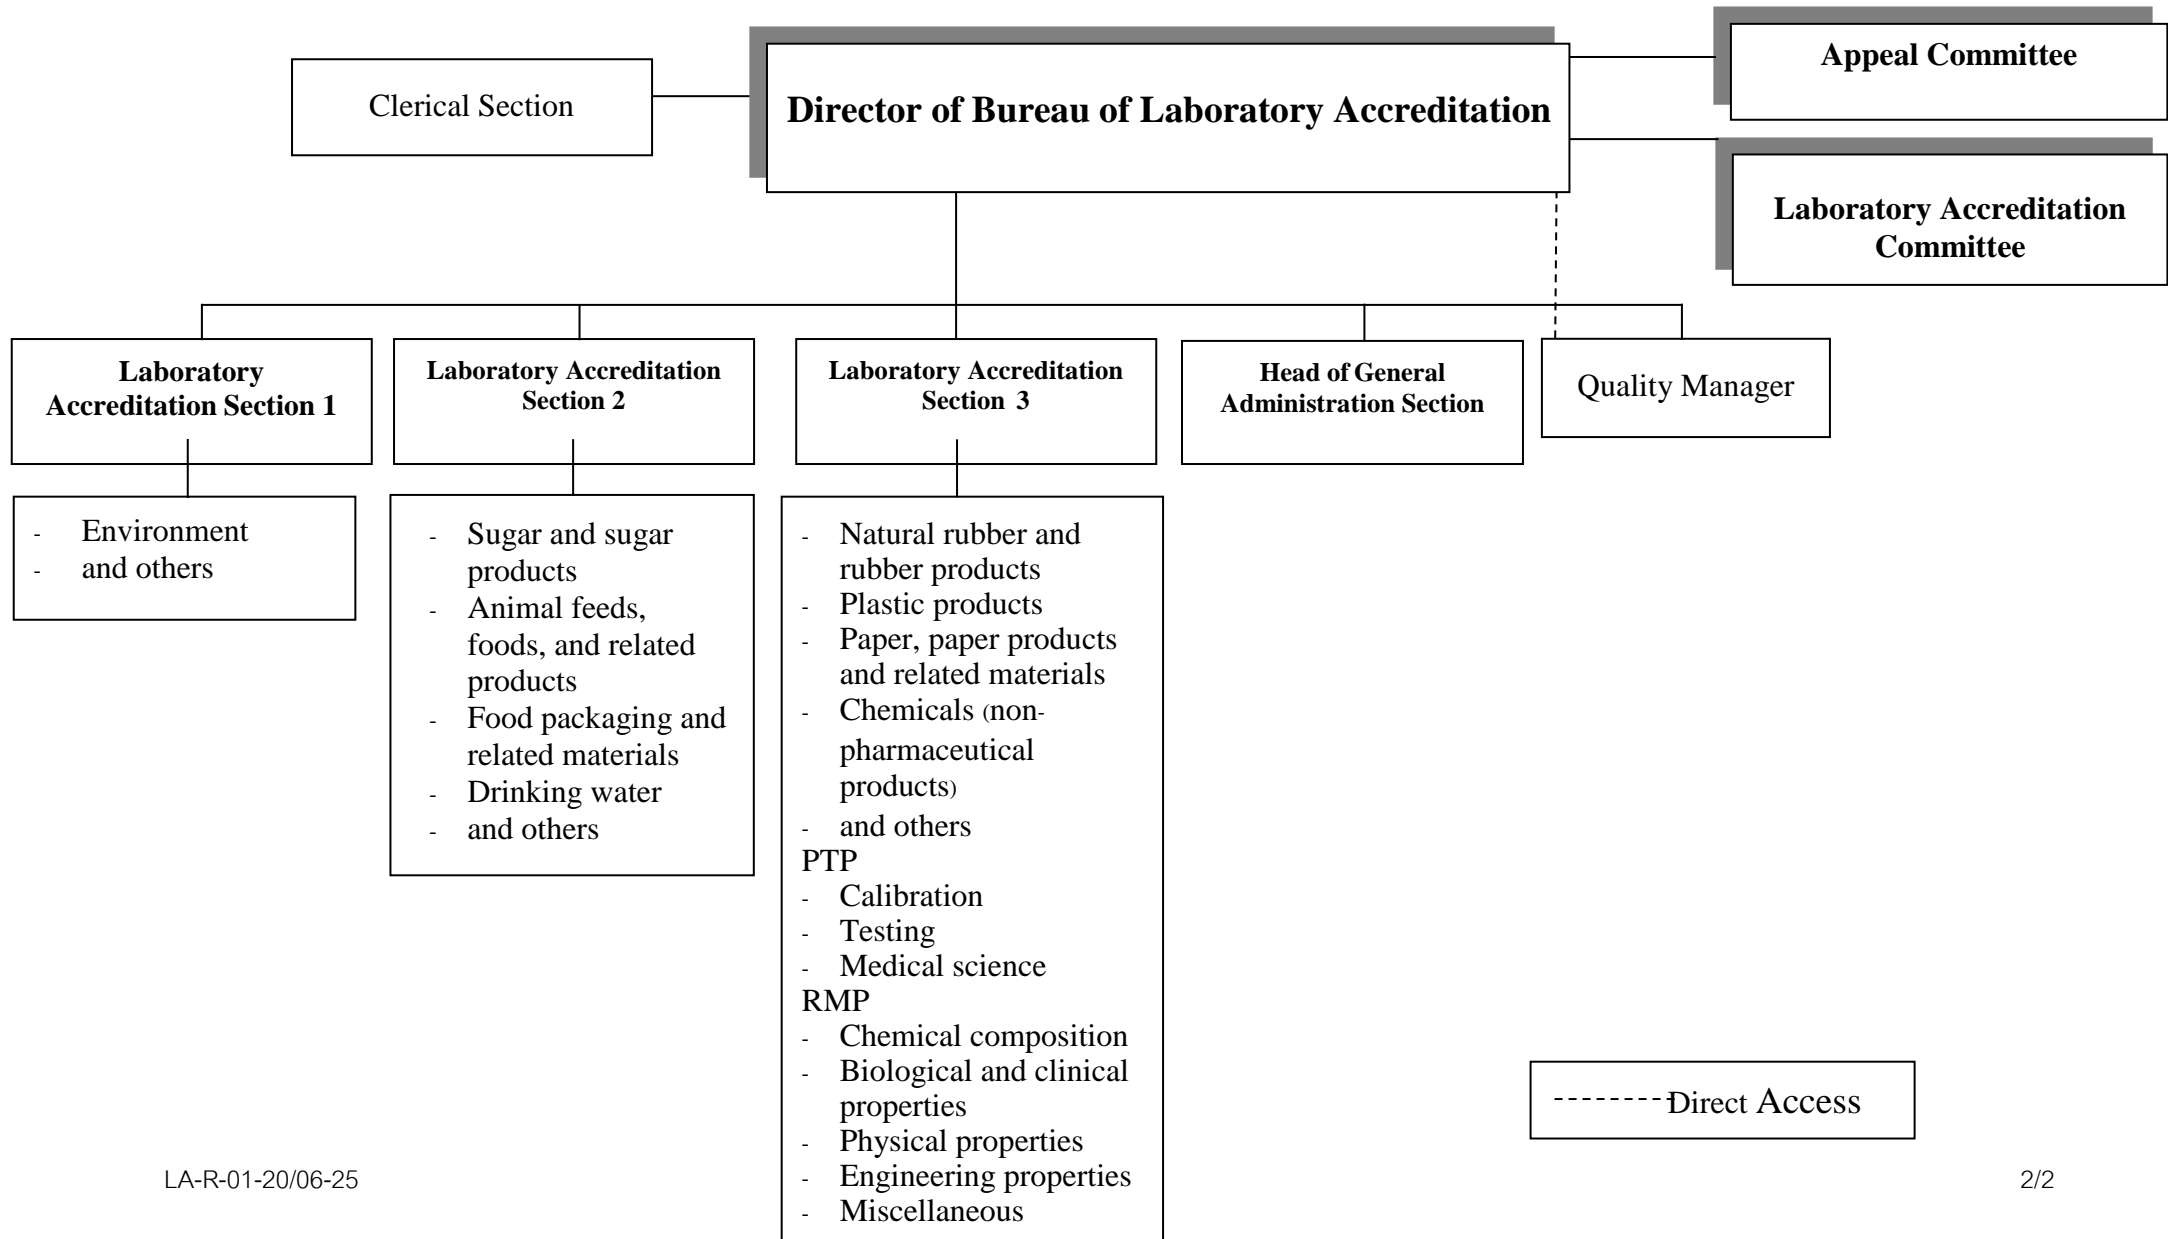 Clerical Section
Director of Bureau of Laboratory Accreditation
Appeal Committee
Laboratory Accreditation
Committee
Laboratory
Accreditation Section 1
Laboratory Accreditation
Section 2
Laboratory Accreditation
Section 3
Head of General
Administration Section
Quality Manager
- Environment
- and others
- Sugar and sugar
products
- Animal feeds,
foods, and related
products
- Food packaging and
related materials
- Drinking water
- and others
- Natural rubber and
rubber products
- Plastic products
- Paper, paper products
and related materials
- Chemicals (non-
pharmaceutical
products)
- and others
PTP
- Calibration
- Testing
- Medical science
RMP
- Chemical composition
- Biological and clinical
properties
- Physical properties
- Engineering properties
- Miscellaneous
Direct Access
LA-R-01-20/06-25
2/2